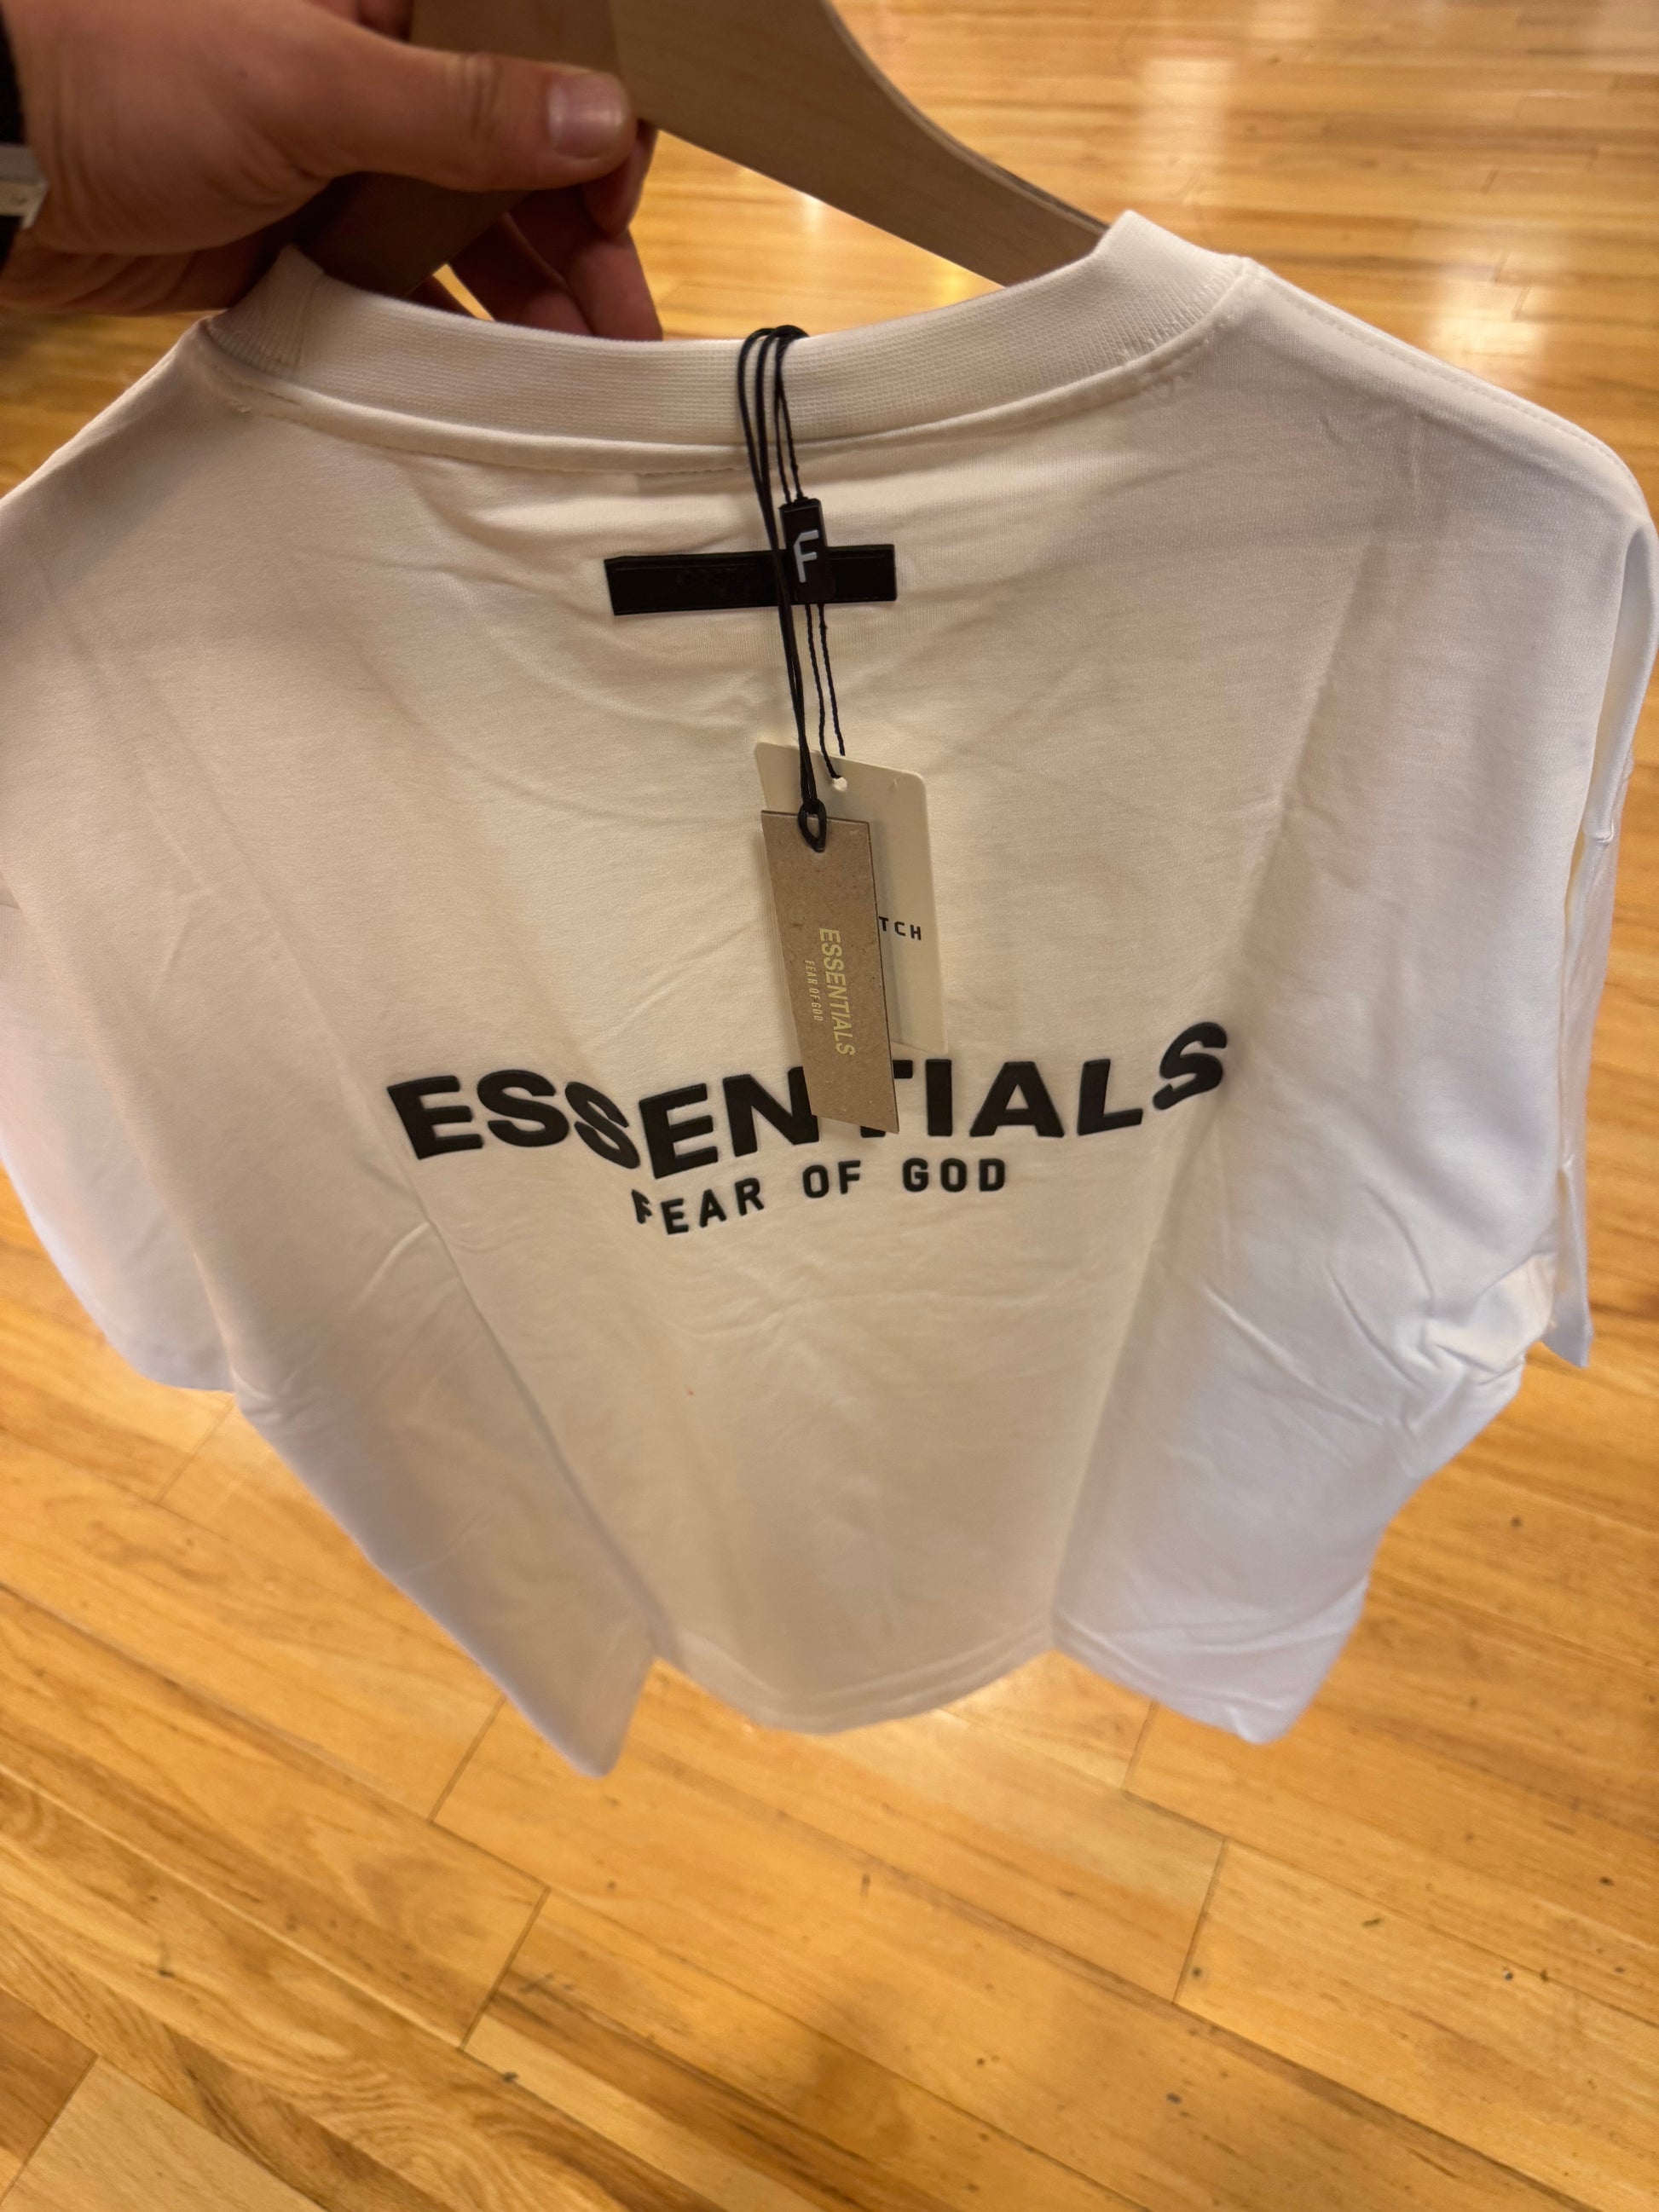 F
TCH
ESSENTIALS
FEAR OF GOD
ESSENTIALS
FEAR OF GOD